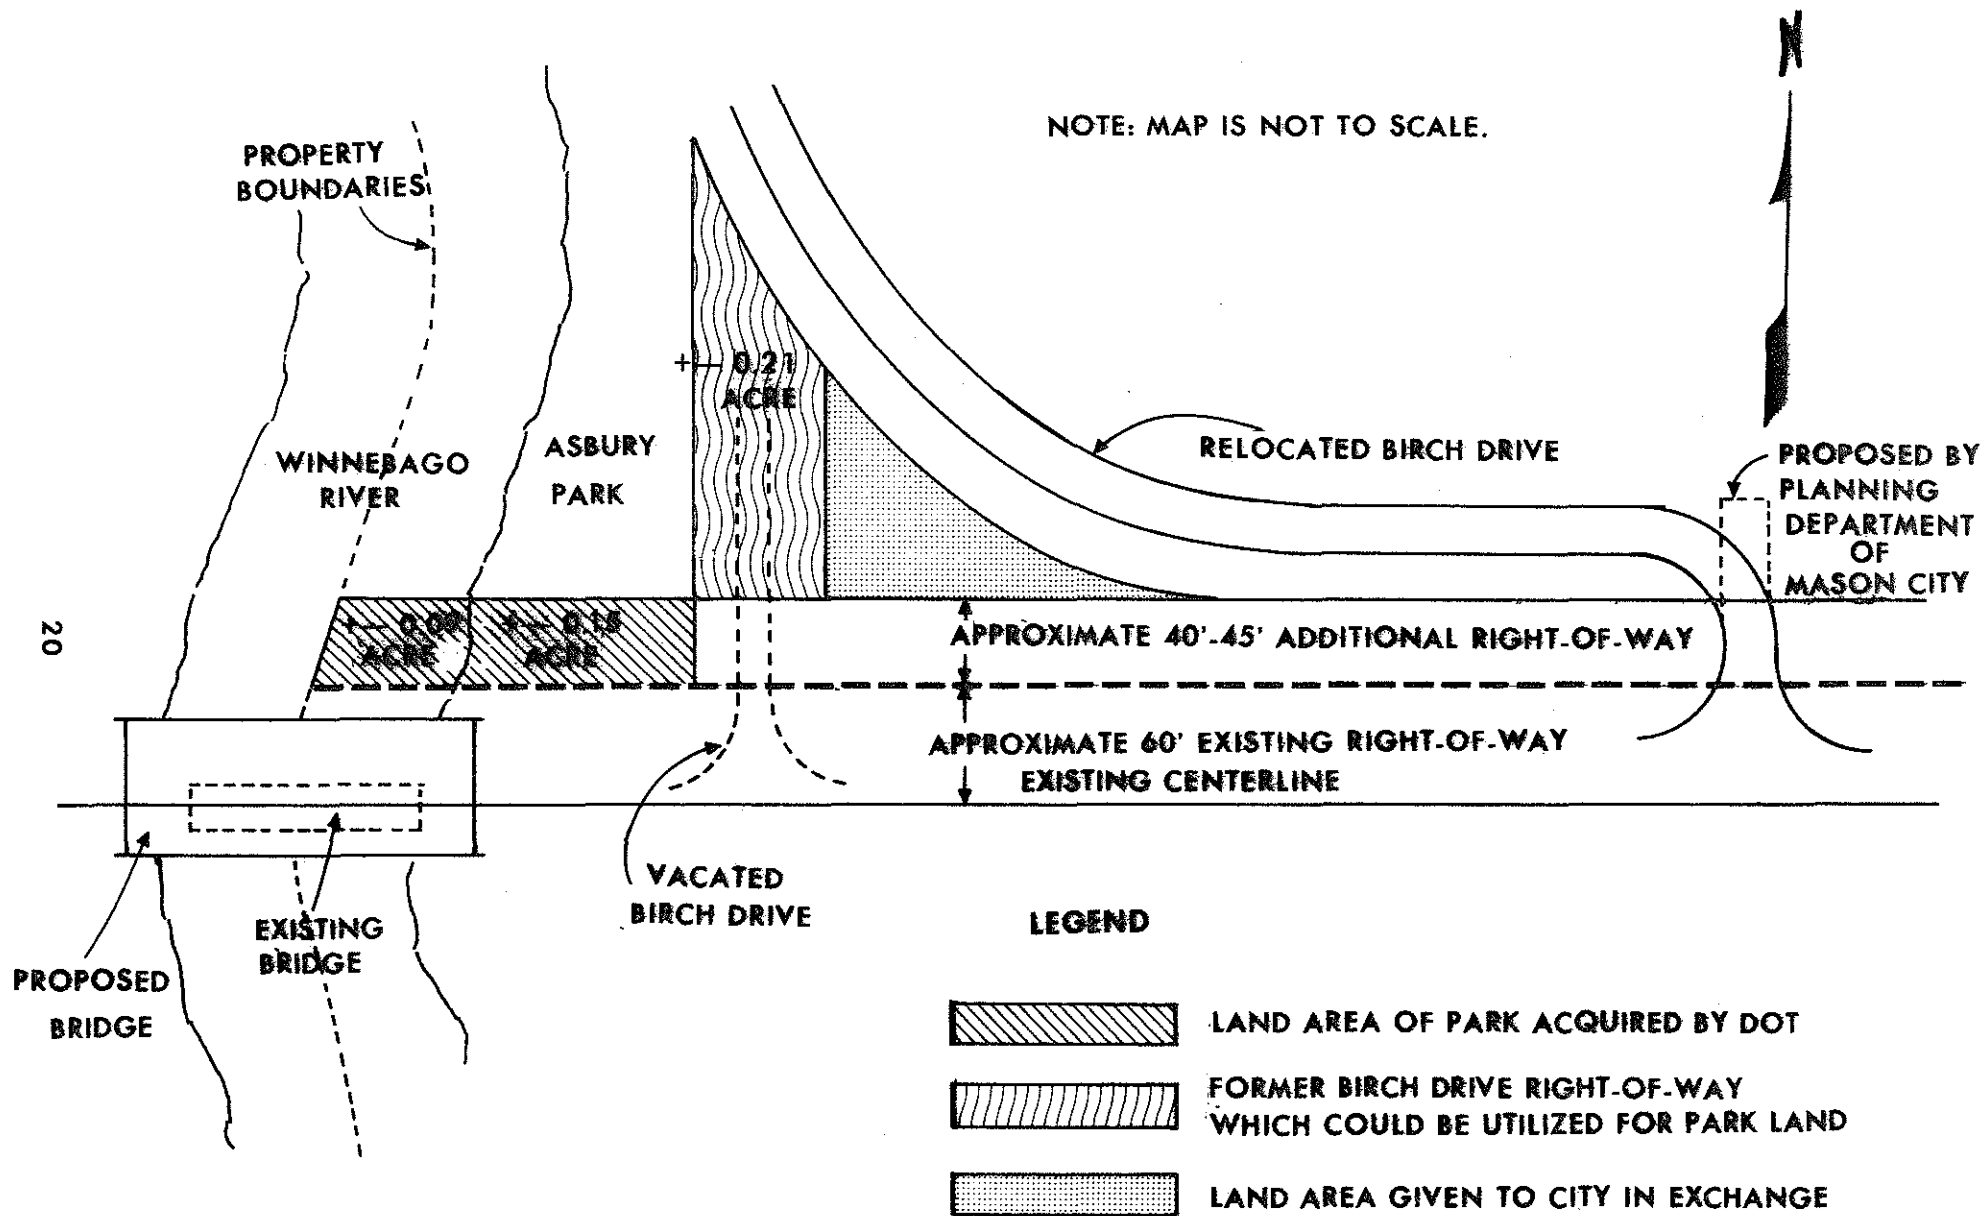 N
NOTE: MAP IS NOT TO SCALE.
PROPERTY
BOUNDARIES
+— 0.21
ACRE
ASBURY
PARK
WINNEBAGO
RIVER
RELOCATED BIRCH DRIVE
PROPOSED BY
PLANNING
DEPARTMENT
OF
MASON CITY
+— 0.09
ACRE
+— 0.15
ACRE
20
APPROXIMATE 40'-45' ADDITIONAL RIGHT-OF-WAY
APPROXIMATE 60' EXISTING RIGHT-OF-WAY
EXISTING CENTERLINE
VACATED
BIRCH DRIVE
EXISTING
BRIDGE
PROPOSED
BRIDGE
LEGEND
LAND AREA OF PARK ACQUIRED BY DOT
FORMER BIRCH DRIVE RIGHT-OF-WAY
WHICH COULD BE UTILIZED FOR PARK LAND
LAND AREA GIVEN TO CITY IN EXCHANGE